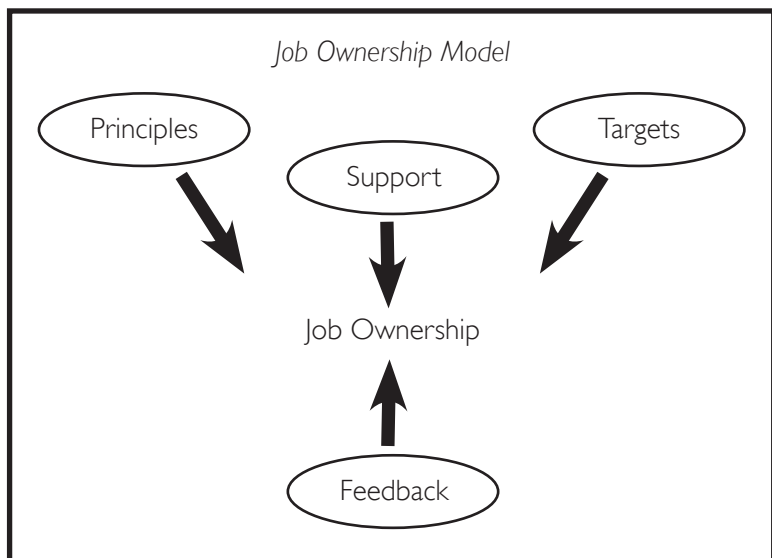 Job Ownership Model
Principles
Targets
Support
Job Ownership
Feedback